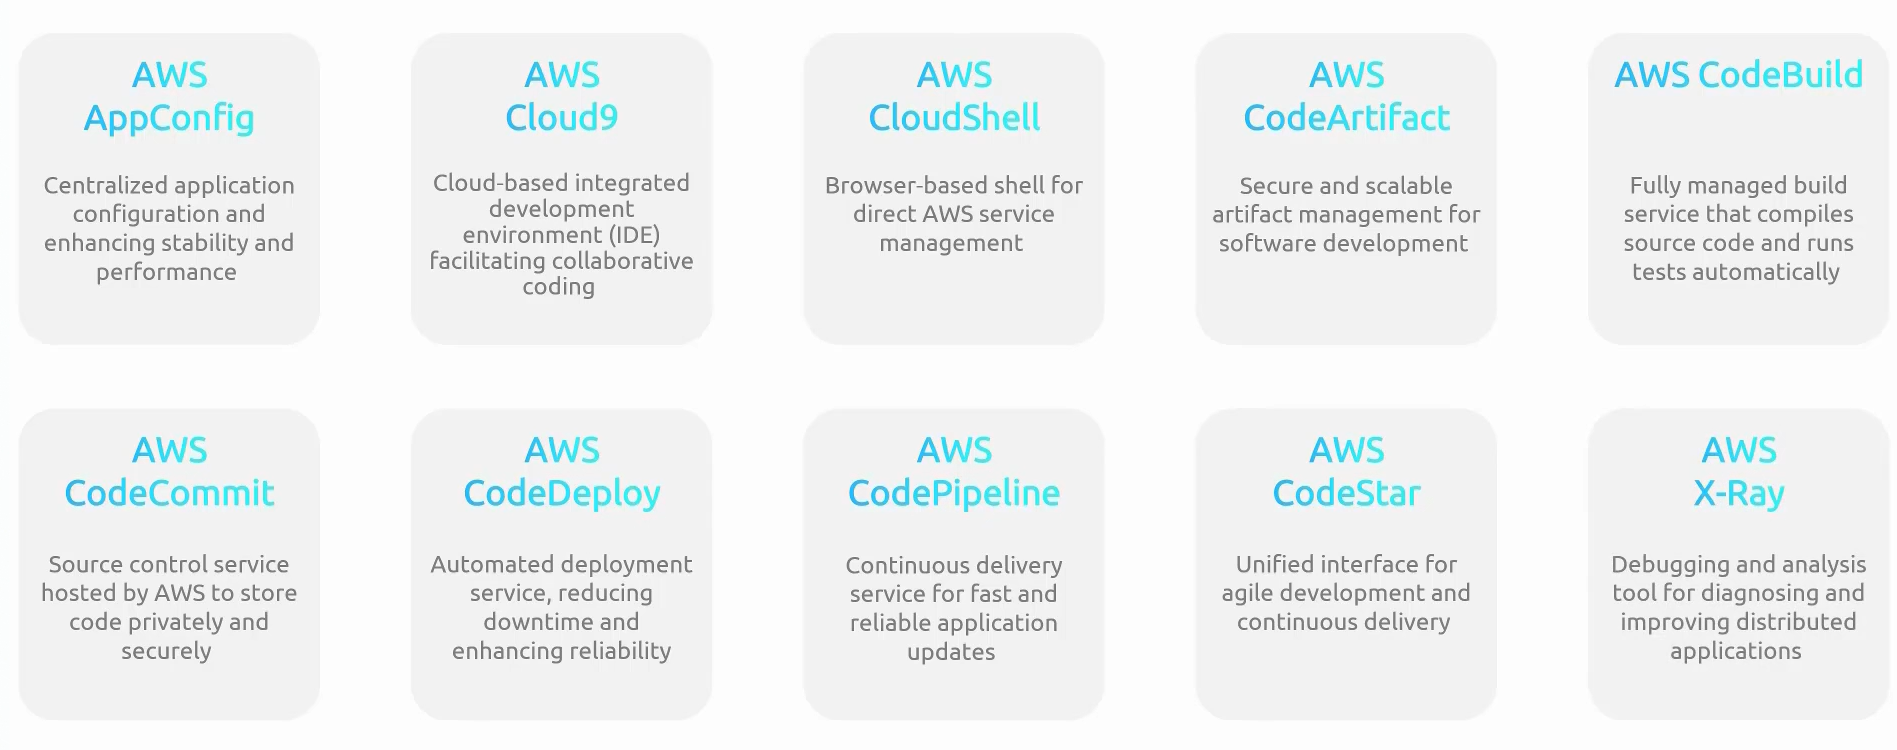 AWS
AppConfig
Centralized application
configuration and
enhancing stability and
performance
AWS
Cloud9
Cloud-based integrated
development
environment (IDE)
facilitating collaborative
coding
AWS
CloudShell
Browser-based shell for
direct AWS service
management
AWS
CodeArtifact
Secure and scalable
artifact management for
software development
AWS CodeBuild
Fully managed build
service that compiles
source code and runs
tests automatically
AWS
CodeCommit
Source control service
hosted by AWS to store
code privately and
securely
AWS
CodeDeploy
Automated deployment
service, reducing
downtime and
enhancing reliability
AWS
CodePipeline
Continuous delivery
service for fast and
reliable application
updates
AWS
CodeStar
Unified interface for
agile development and
continuous delivery
AWS
X-Ray
Debugging and analysis
tool for diagnosing and
improving distributed
applications